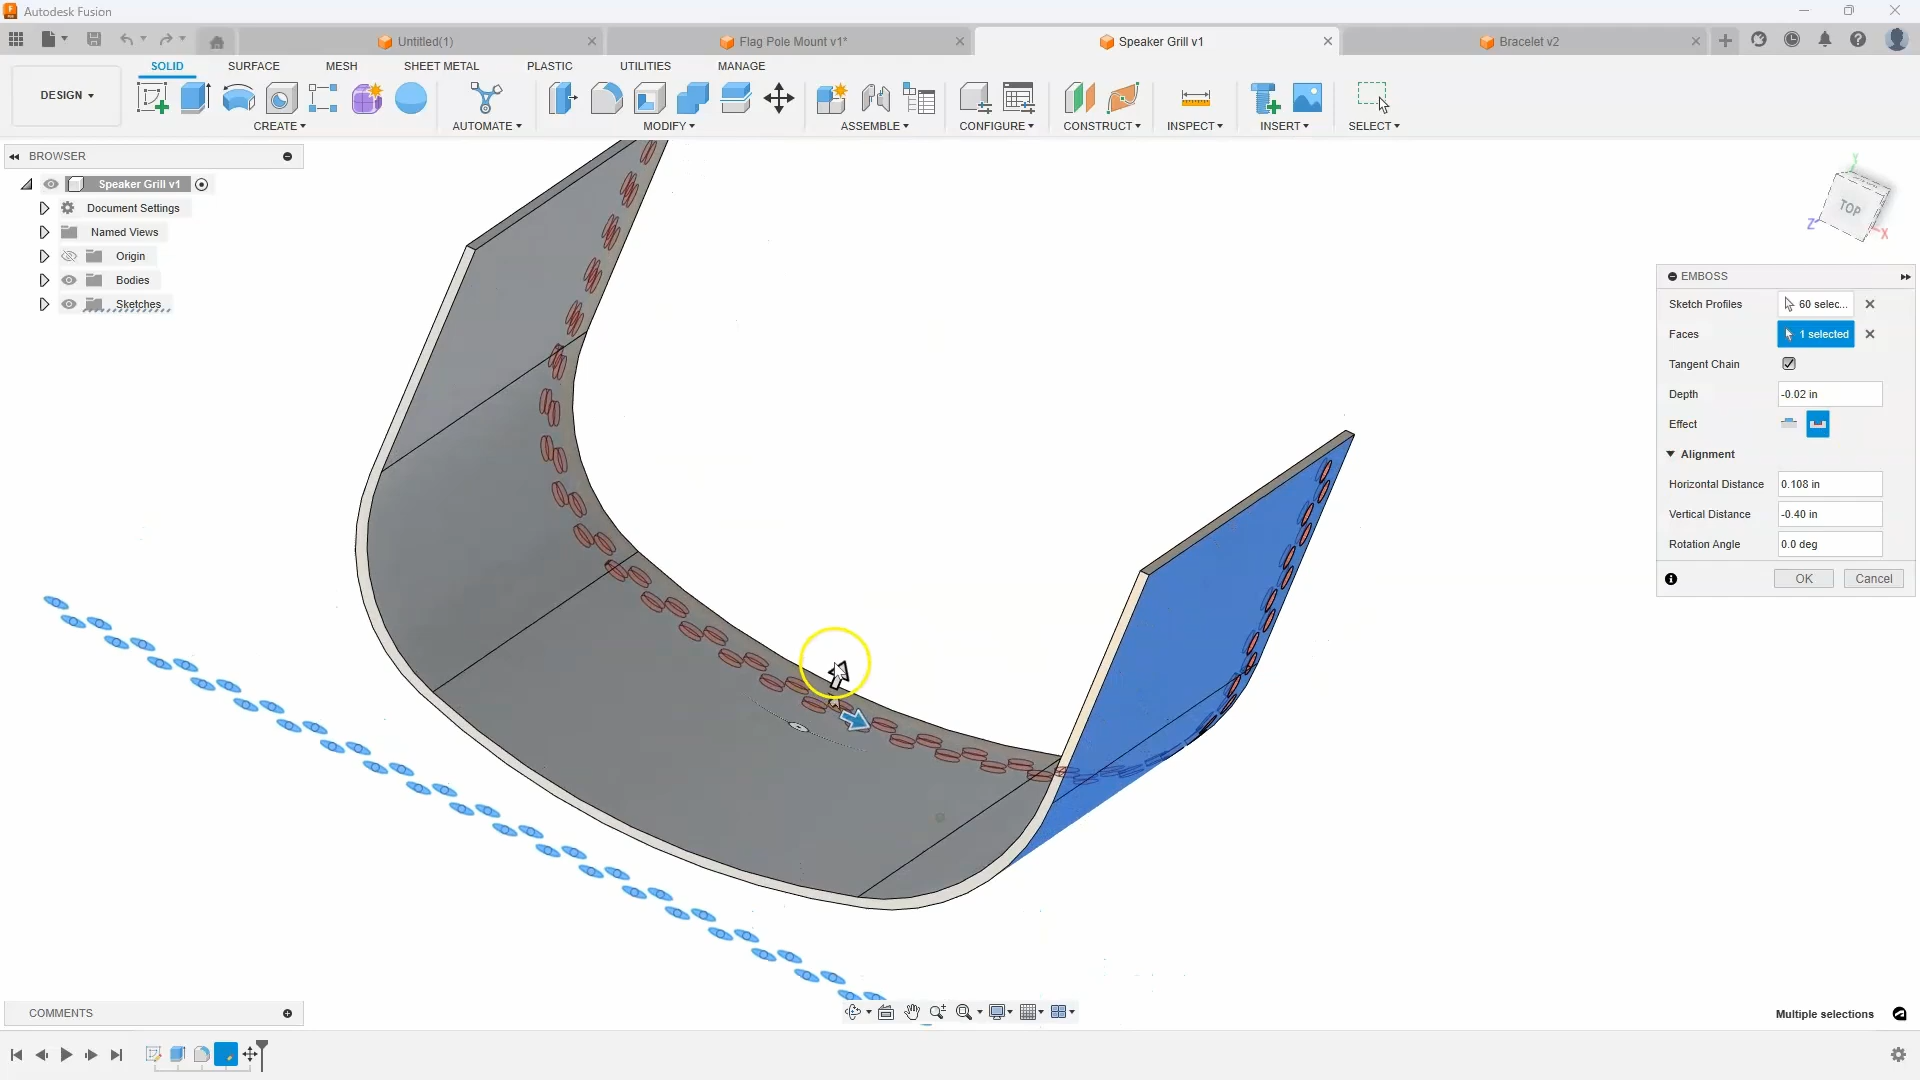 Autodesk Fusion
Untitled(1)
Flag Pole Mount v1*
Speaker Grill v1
Bracelet v2
DESIGN
SOLID
SURFACE
MESH
SHEET METAL
PLASTIC
UTILITIES
MANAGE
CREATE
AUTOMATE
MODIFY
ASSEMBLE
CONFIGURE
CONSTRUCT
INSPECT
INSERT
SELECT
BROWSER
Speaker Grill v1
Document Settings
Named Views
Origin
Bodies
Sketches
Y
TOP
Z
X
EMBOSS
Sketch Profiles 60 selec...
Faces 1 selected
Tangent Chain
Depth -0.02 in
Effect
Alignment
Horizontal Distance 0.108 in
Vertical Distance -0.40 in
Rotation Angle 0.0 deg
OK Cancel
COMMENTS
Multiple selections